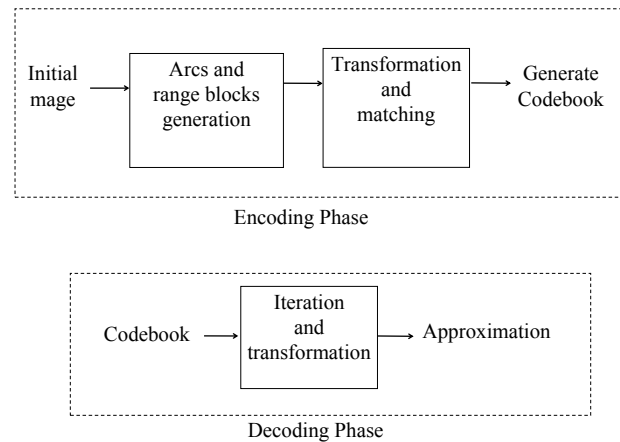 Initial
mage
Arcs and
range blocks
generation
Transformation
and
matching
Generate
Codebook
Encoding Phase
Codebook
Iteration
and
transformation
Approximation
Decoding Phase